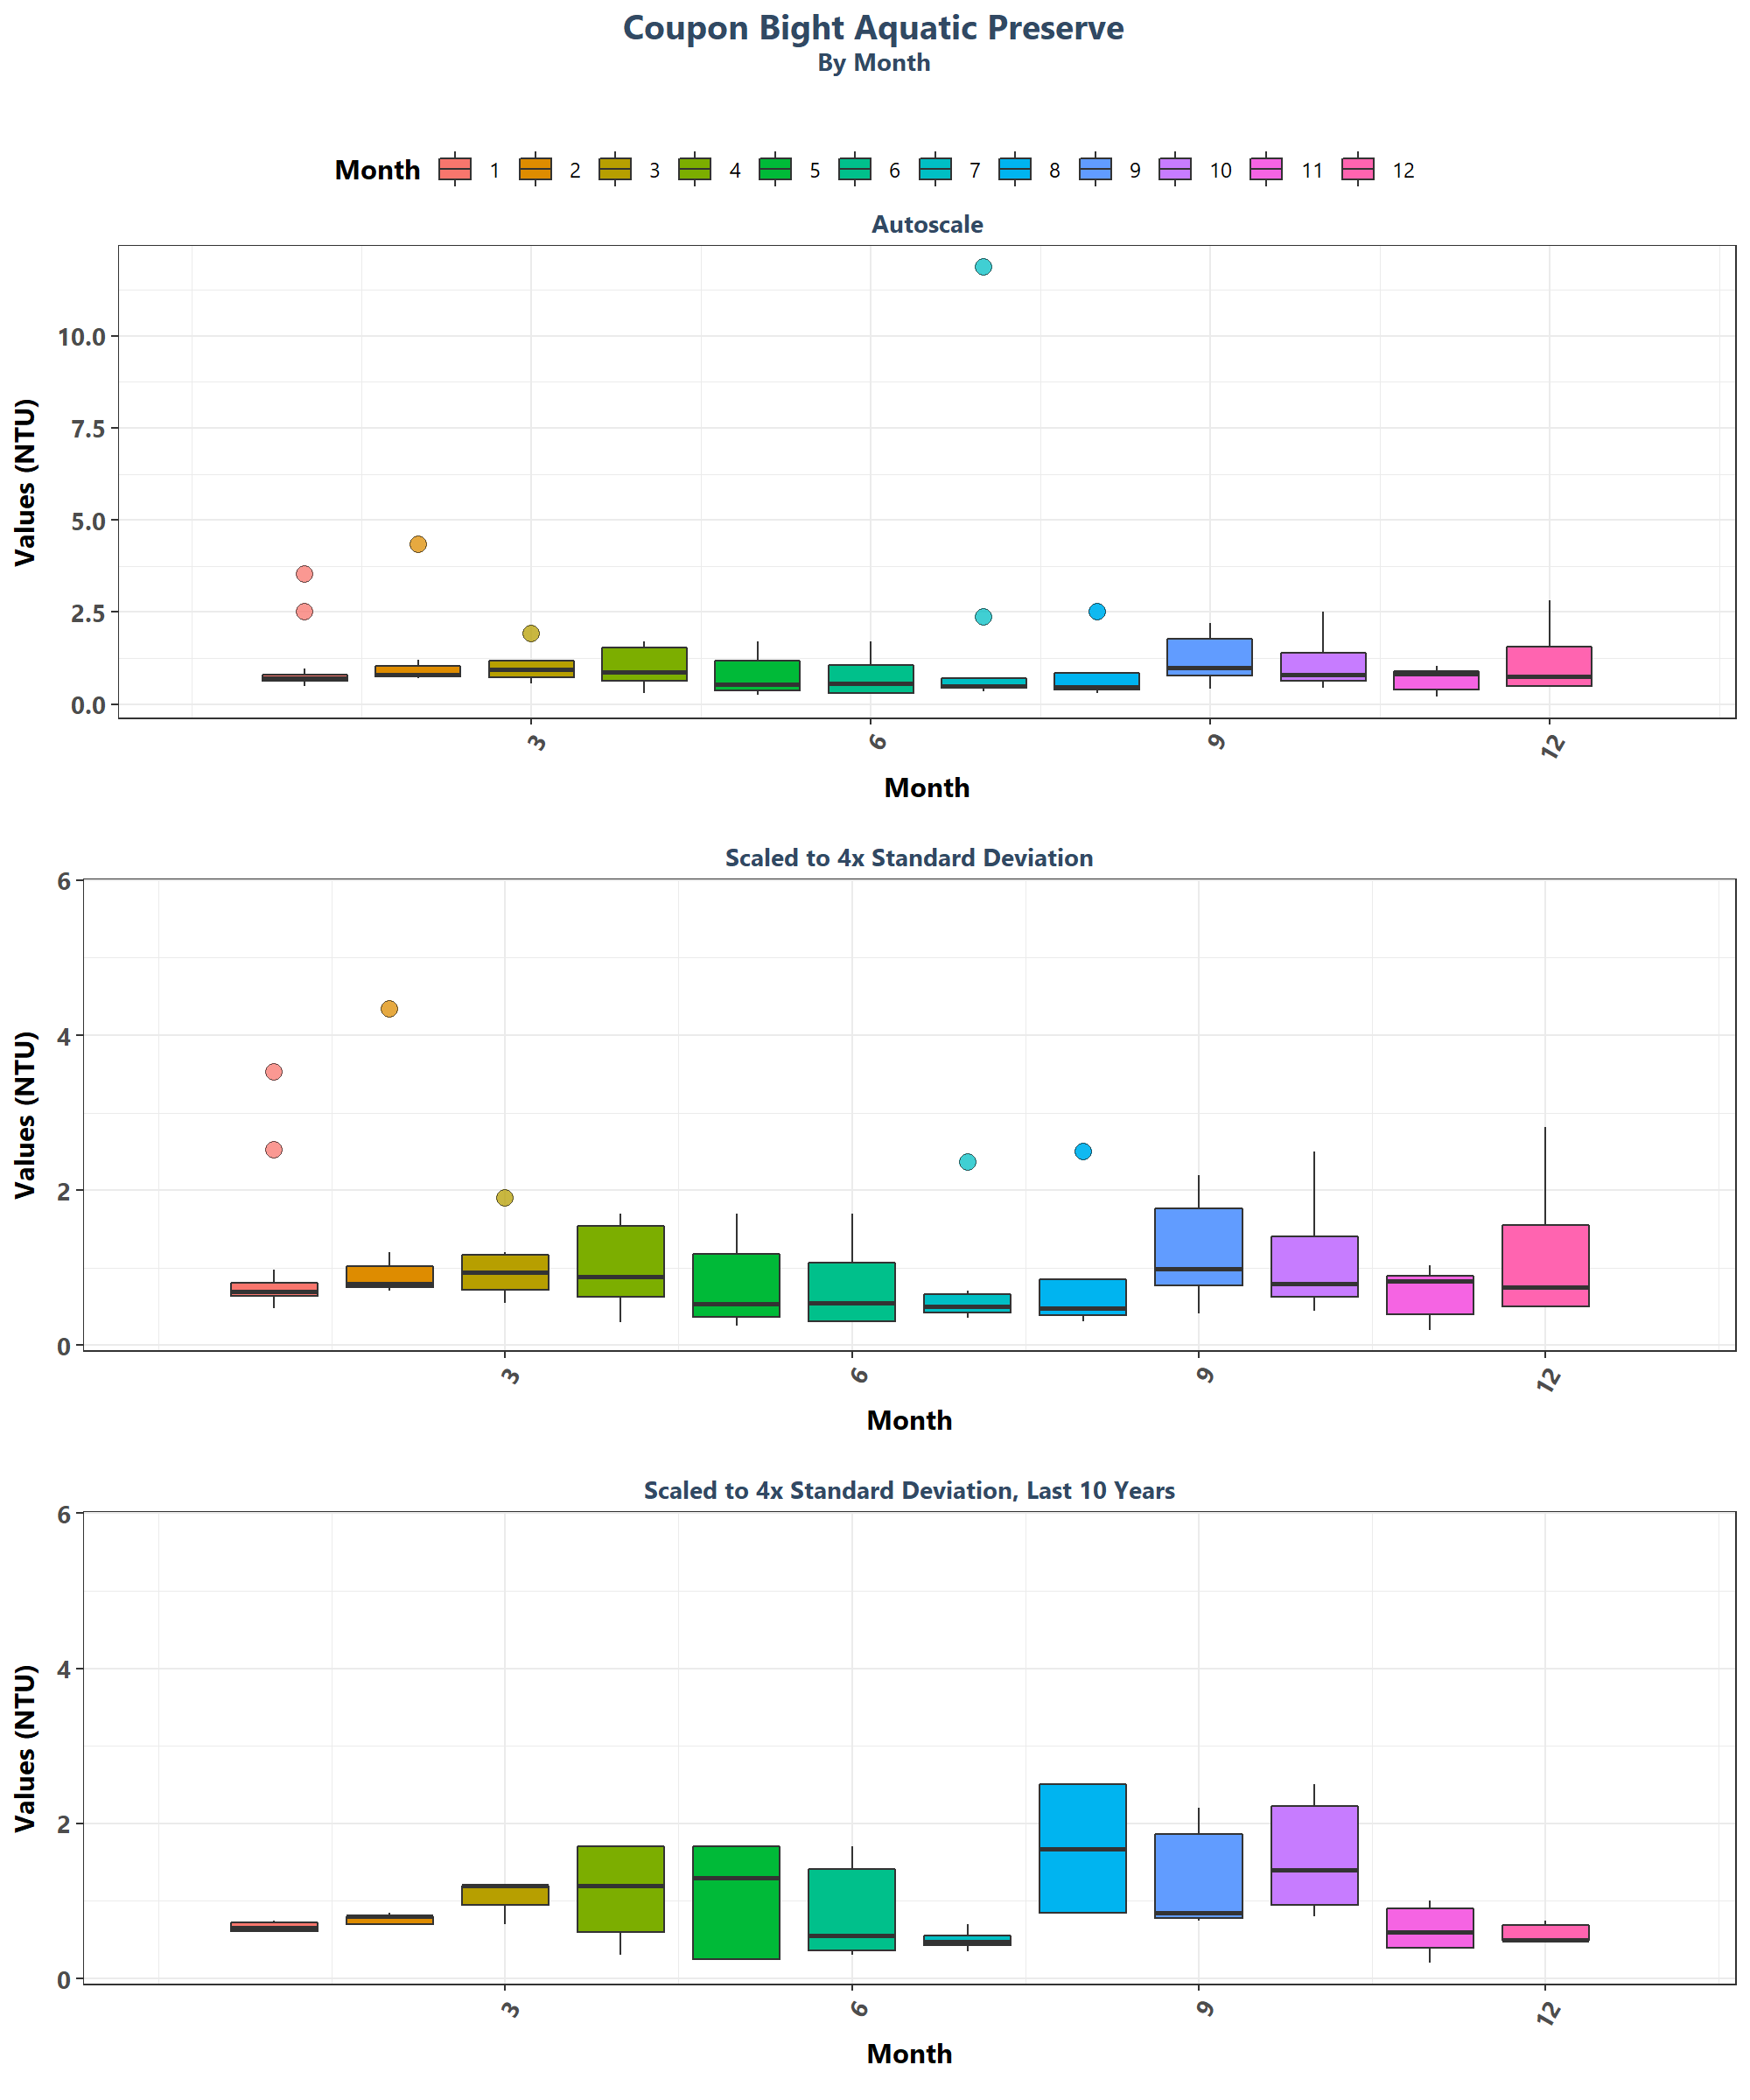 Coupon Bight Aquatic Preserve
By Month
Month 1 2 3 4 5 6 7 8 9 10 11 12
Autoscale
Values (NTU)
10.0
7.5
5.0
2.5
0.0
3 6 9 12
Month
Scaled to 4x Standard Deviation
Values (NTU)
6
4
2
0
3 6 9 12
Month
Scaled to 4x Standard Deviation, Last 10 Years
Values (NTU)
6
4
2
0
3 6 9 12
Month